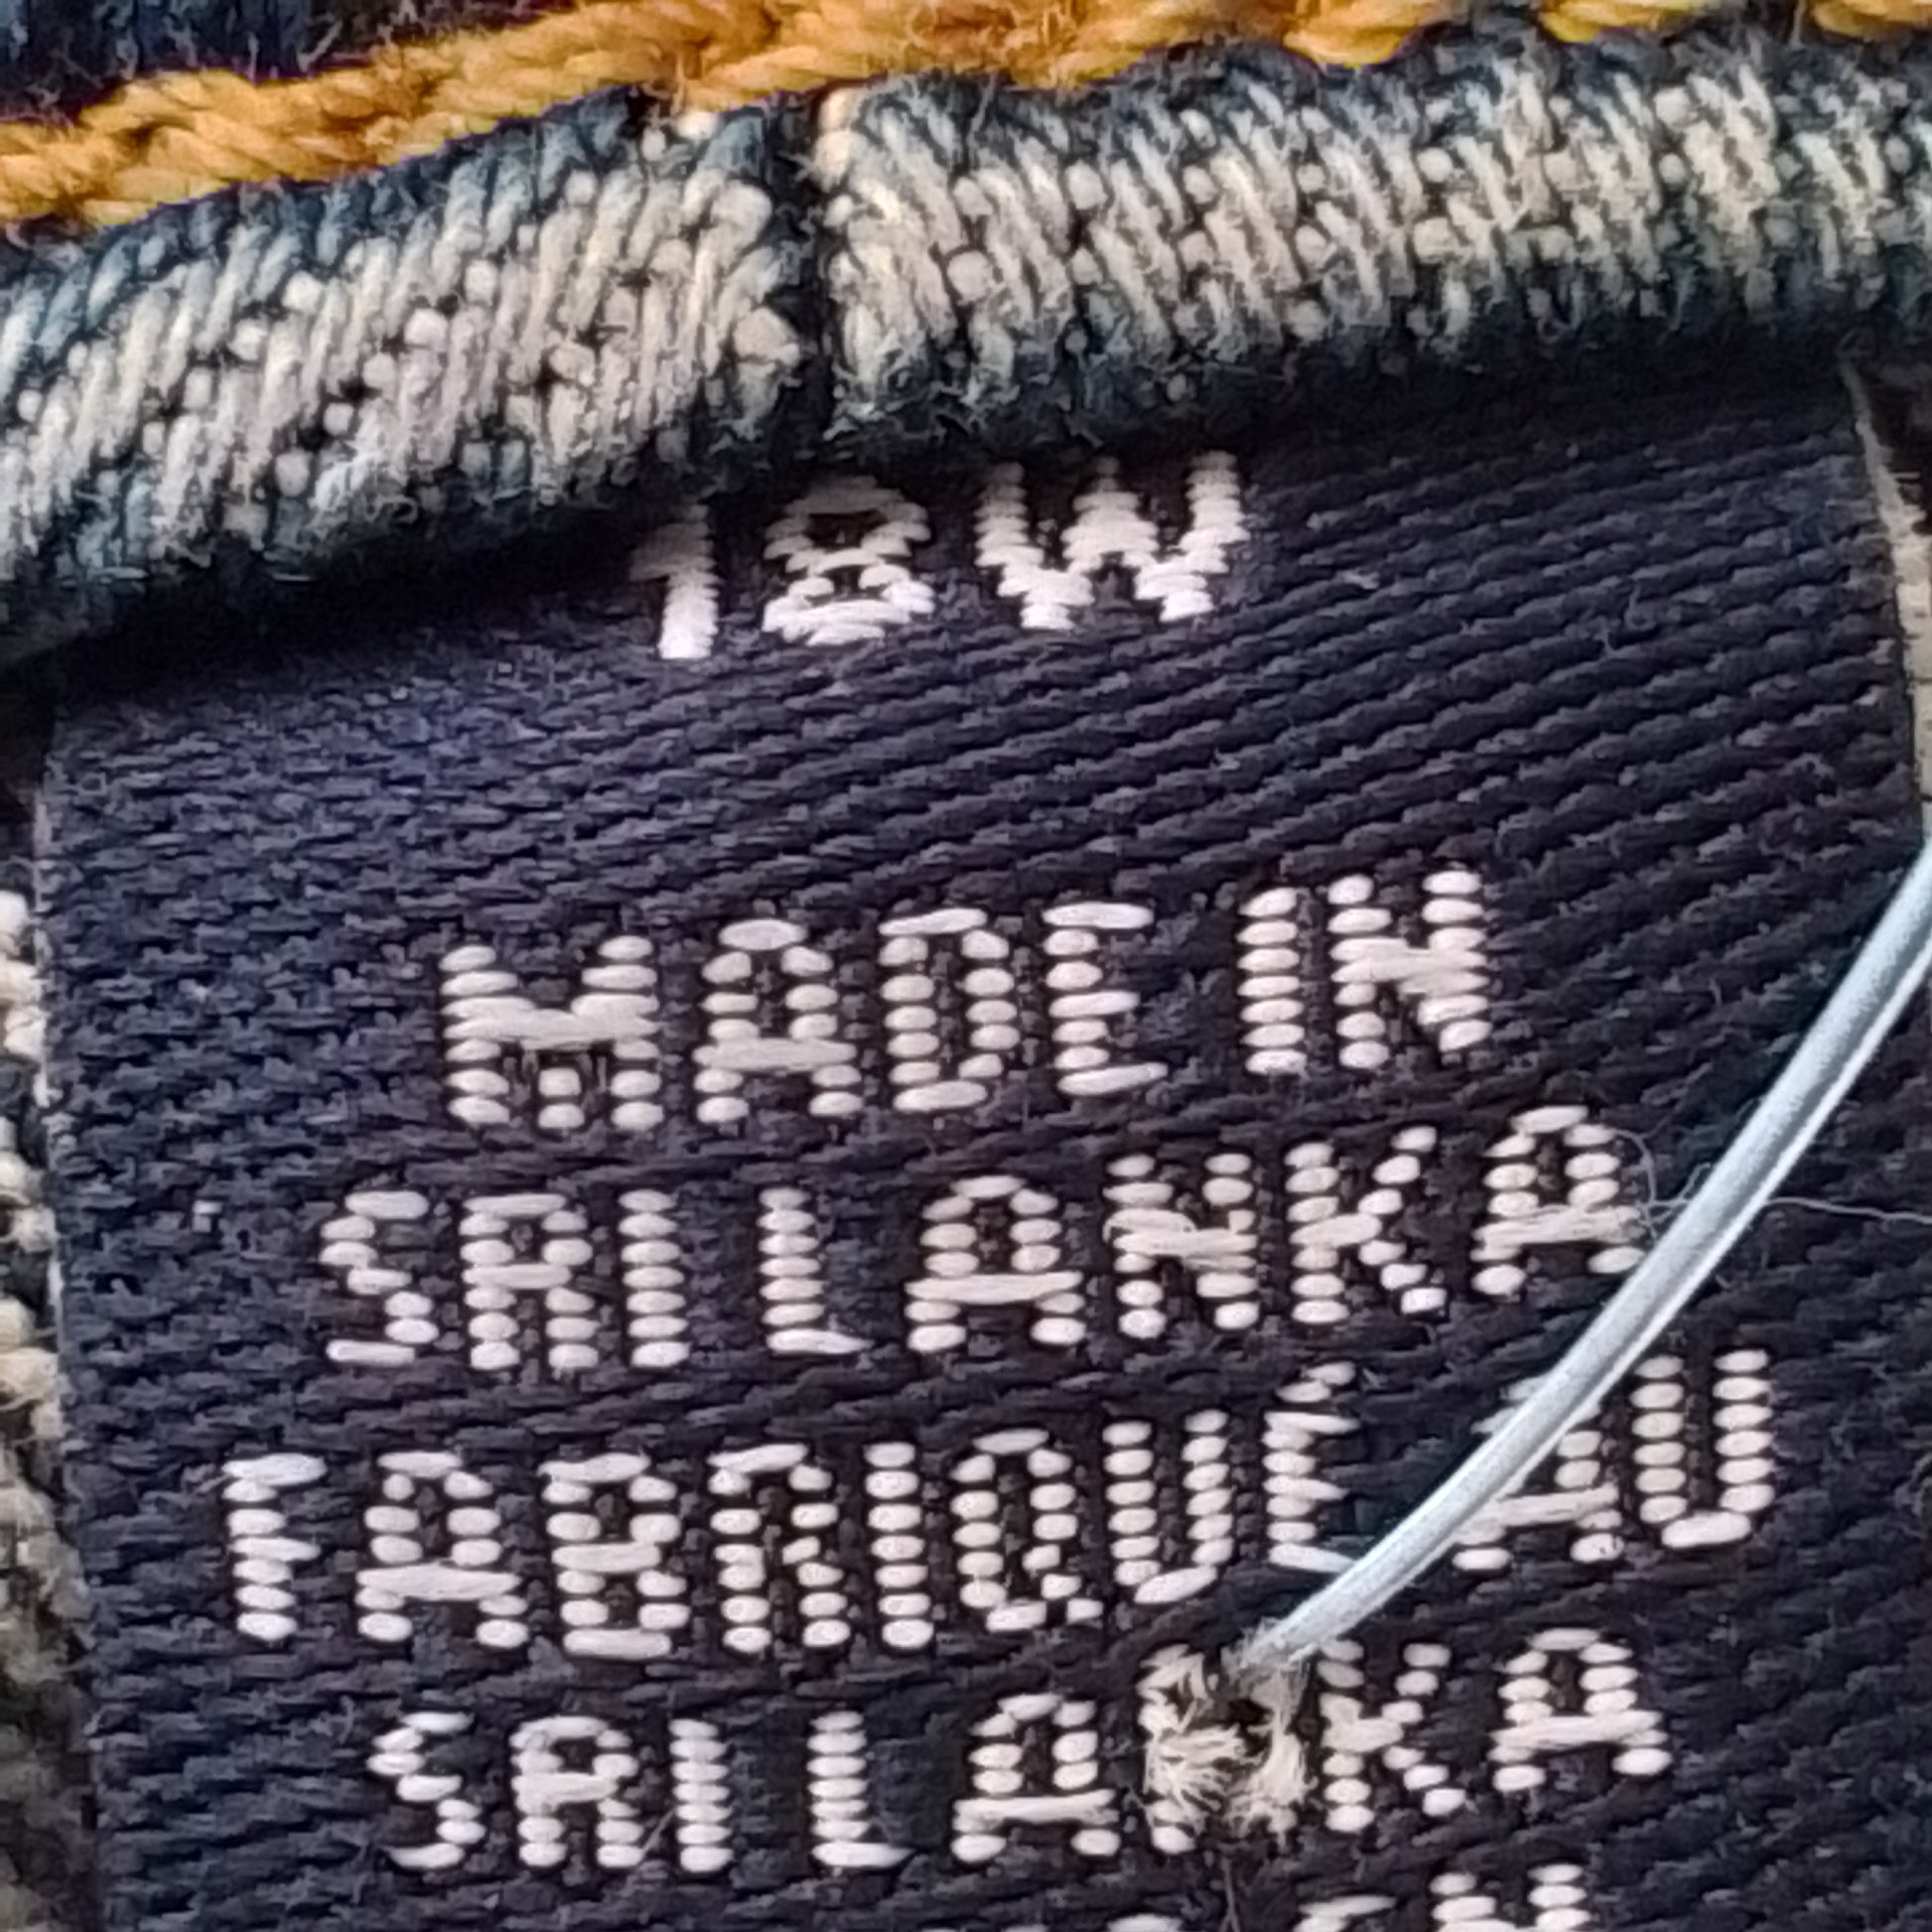 18W
MADE IN
SRI LANKA
FABRIQUÉ AU
SRI LANKA